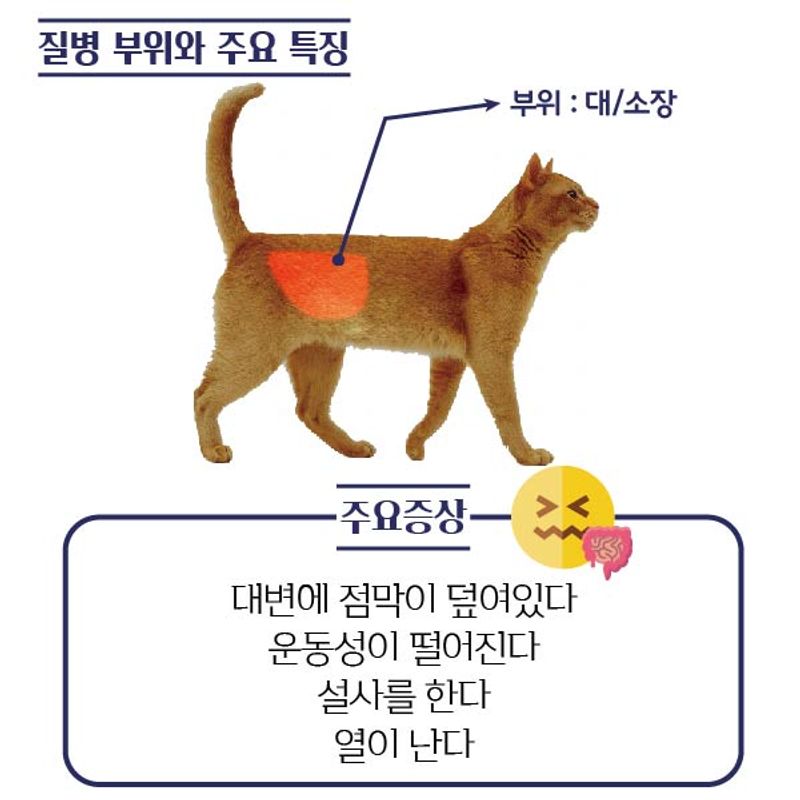 질병 부위와 주요 특징
부위 : 대/소장
주요증상
대변에 점막이 덮여있다
운동성이 떨어진다
설사를 한다
열이 난다